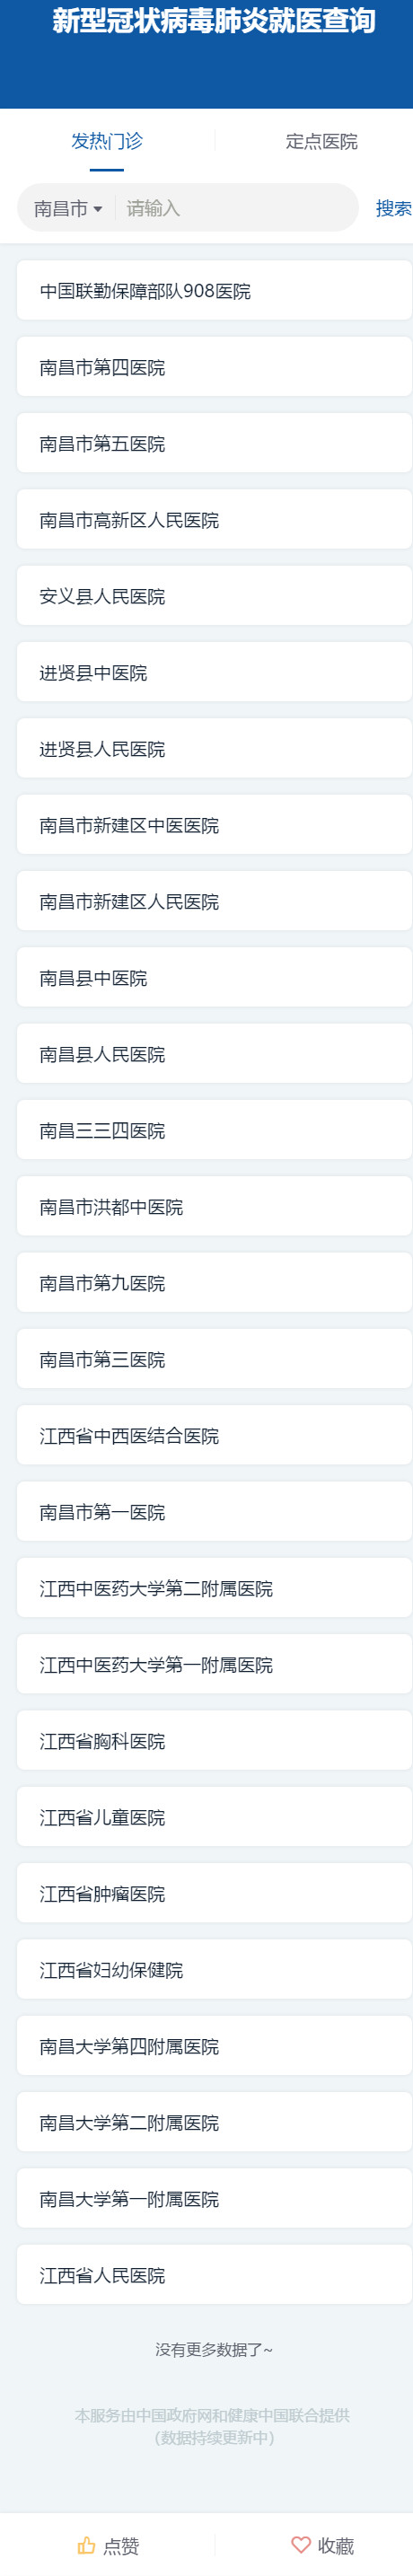 新型冠状病毒肺炎就医查询
发热门诊
定点医院
南昌市 请输入 搜索
中国联勤保障部队908医院
南昌市第四医院
南昌市第五医院
南昌市高新区人民医院
安义县人民医院
进贤县中医院
进贤县人民医院
南昌市新建区中医医院
南昌市新建区人民医院
南昌县中医院
南昌县人民医院
南昌三三四医院
南昌市洪都中医院
南昌市第九医院
南昌市第三医院
江西省中西医结合医院
南昌市第一医院
江西中医药大学第二附属医院
江西中医药大学第一附属医院
江西省胸科医院
江西省儿童医院
江西省肿瘤医院
江西省妇幼保健院
南昌大学第四附属医院
南昌大学第二附属医院
南昌大学第一附属医院
江西省人民医院
没有更多数据了~
本服务由中国政府网和健康中国联合提供
(数据持续更新中)
点赞
收藏